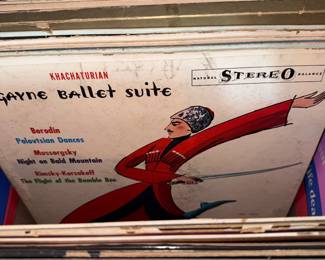 KHACHATURIAN
NATURAL STEREO BALANCE
gayne ballet suite
Borodin
Polovtsian Dances
Mussorgsky
Night on Bald Mountain
Rimsky-Korsakoff
The Flight of the Bumble Bee